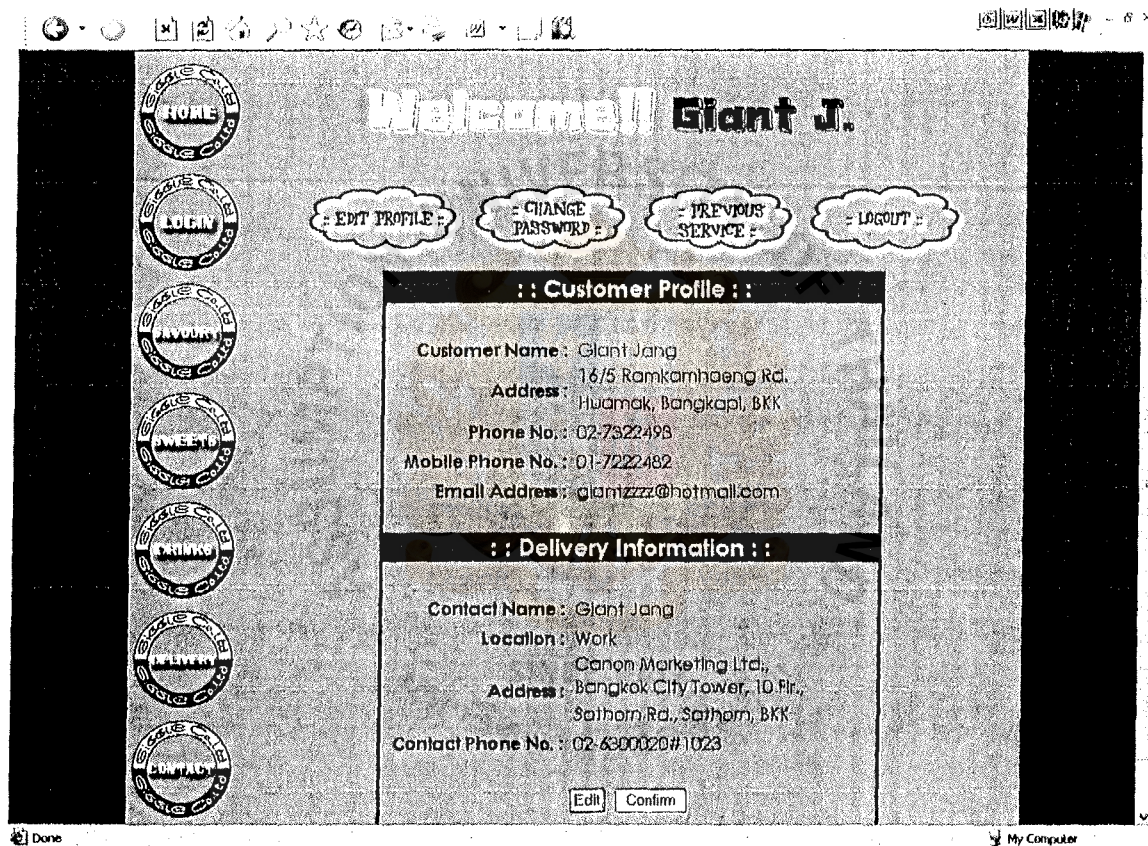 Welcome!! Giant J.
HOME
LOGIN
FAVOURY
SWEETS
DRINKS
DELIVERY
CONTACT
:: EDIT PROFILE ::
:: CHANGE
PASSWORD ::
:: PREVIOUS
SERVICE ::
:: LOGOUT ::
: : Customer Profile : :
Customer Name : Giant Jang
Address : 16/5 Ramkamhaeng Rd.
Huamak, Bangkapi, BKK
Phone No. : 02-7322493
Mobile Phone No. : 01-7222482
Email Address : giantzzzz@hotmail.com
: : Delivery Information : :
Contact Name : Giant Jang
Location : Work
Address : Canon Marketing Ltd.,
Bangkok City Tower, 10 Flr.,
Sathorn Rd., Sathorn, BKK
Contact Phone No. : 02-6300020#1023
Edit Confirm
Done
My Computer